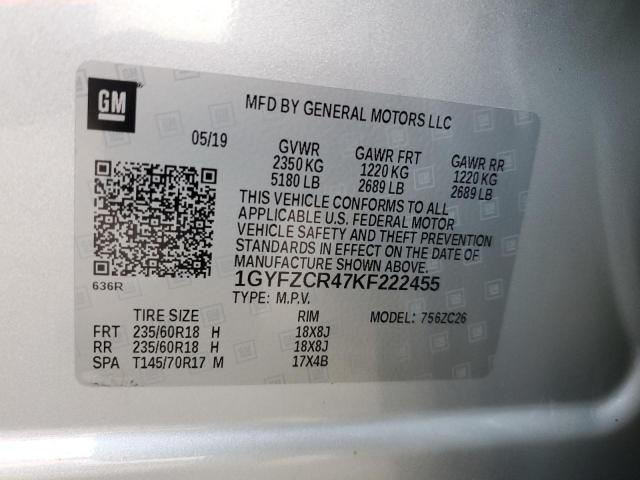 GM
MFD BY GENERAL MOTORS LLC
05/19
GVWR GAWR FRT GAWR RR
2350 KG 1220 KG 1220 KG
5180 LB 2689 LB 2689 LB
THIS VEHICLE CONFORMS TO ALL
APPLICABLE U.S. FEDERAL MOTOR
VEHICLE SAFETY AND THEFT PREVENTION
STANDARDS IN EFFECT ON THE DATE OF
MANUFACTURE SHOWN ABOVE.
636R
1GYFZCR47KF222455
TYPE: M.P.V.
TIRE SIZE RIM MODEL: 756ZC26
FRT 235/60R18 H 18X8J
RR 235/60R18 H 18X8J
SPA T145/70R17 M 17X4B